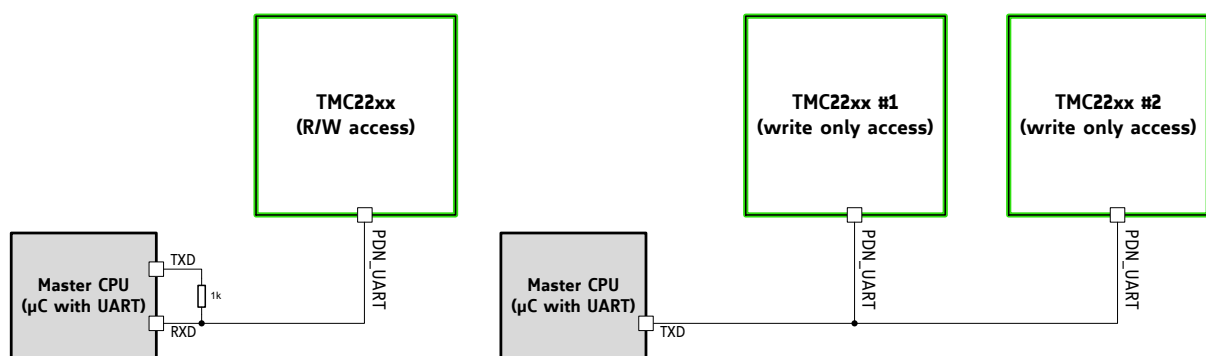 TMC22xx
(R/W access)
TMC22xx #1
(write only access)
TMC22xx #2
(write only access)
PDN_UART
PDN_UART
PDN_UART
Master CPU
(µC with UART)
TXD
1k
RXD
Master CPU
(µC with UART)
TXD